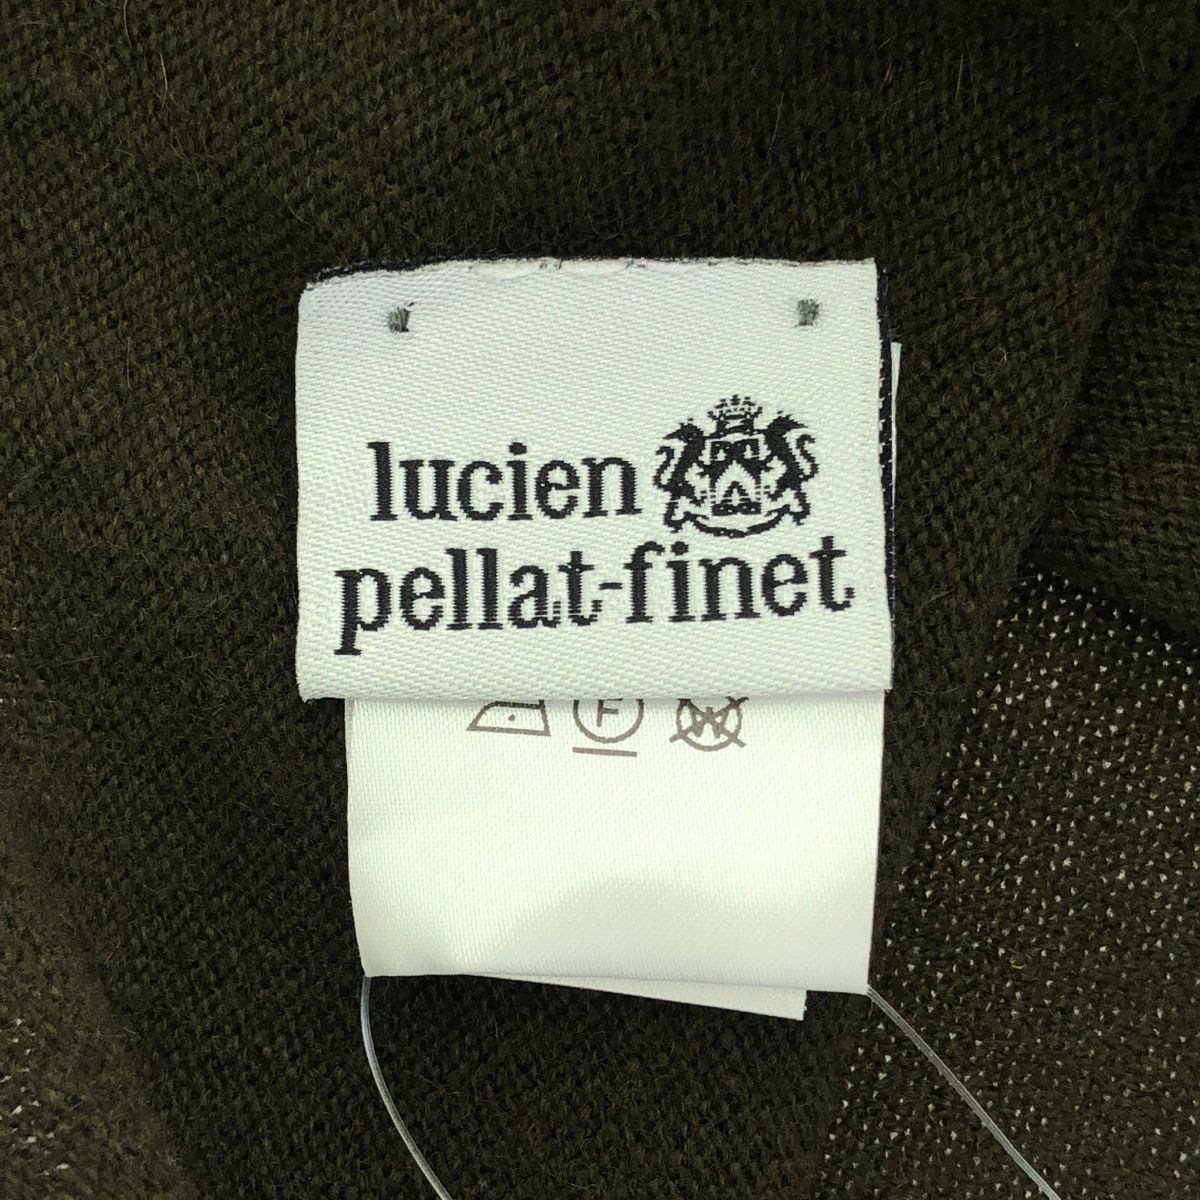 lucien
pellat-finet
F
W